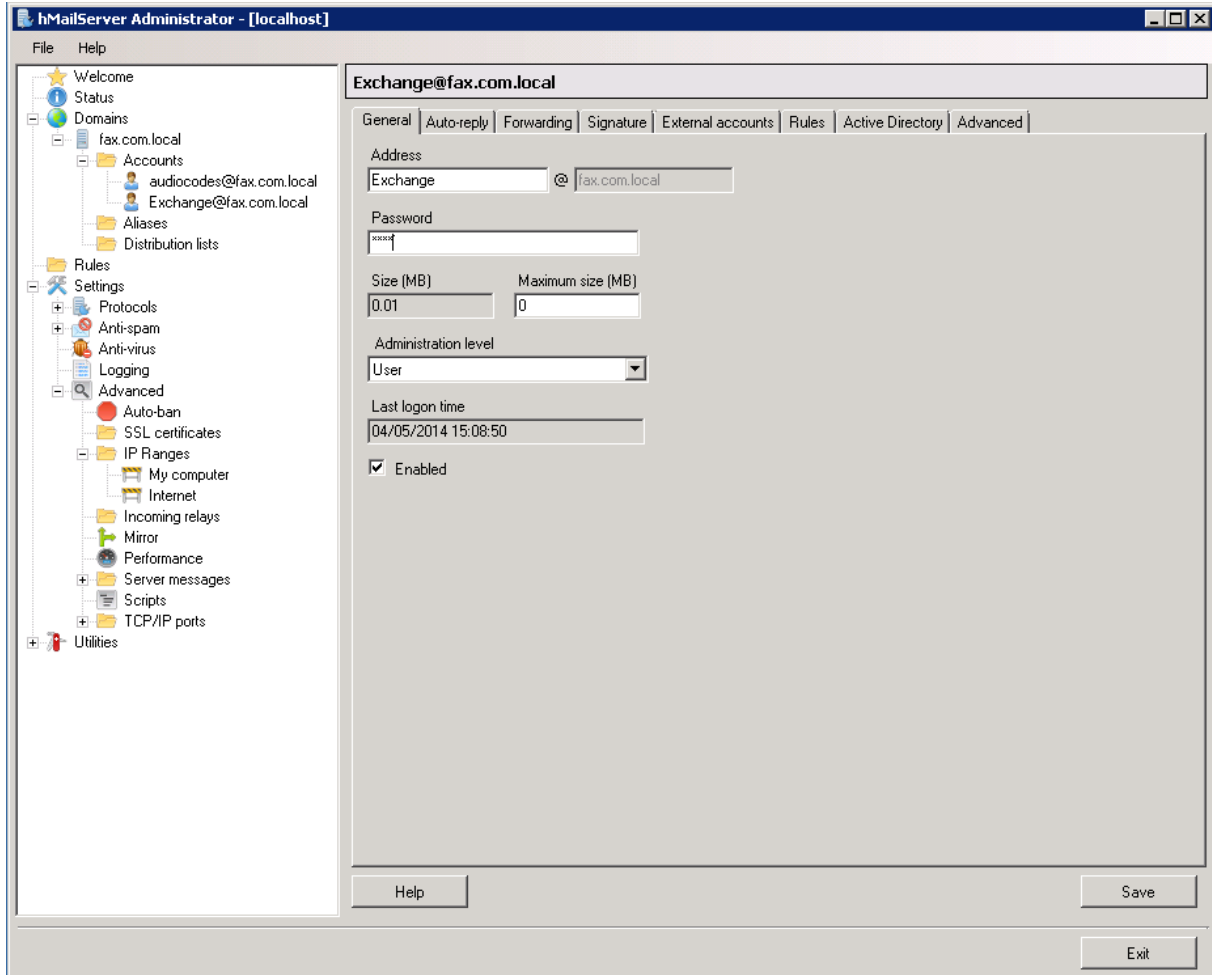 hMailServer Administrator - [localhost]
File Help
Welcome
Status
Domains
fax.com.local
Accounts
audiocodes@fax.com.local
Exchange@fax.com.local
Aliases
Distribution lists
Rules
Settings
Protocols
Anti-spam
Anti-virus
Logging
Advanced
Auto-ban
SSL certificates
IP Ranges
My computer
Internet
Incoming relays
Mirror
Performance
Server messages
Scripts
TCP/IP ports
Utilities
Exchange@fax.com.local
General Auto-reply Forwarding Signature External accounts Rules Active Directory Advanced
Address
Exchange @ fax.com.local
Password
****
Size (MB) Maximum size (MB)
0.01 0
Administration level
User
Last logon time
04/05/2014 15:08:50
Enabled
Help Save
Exit